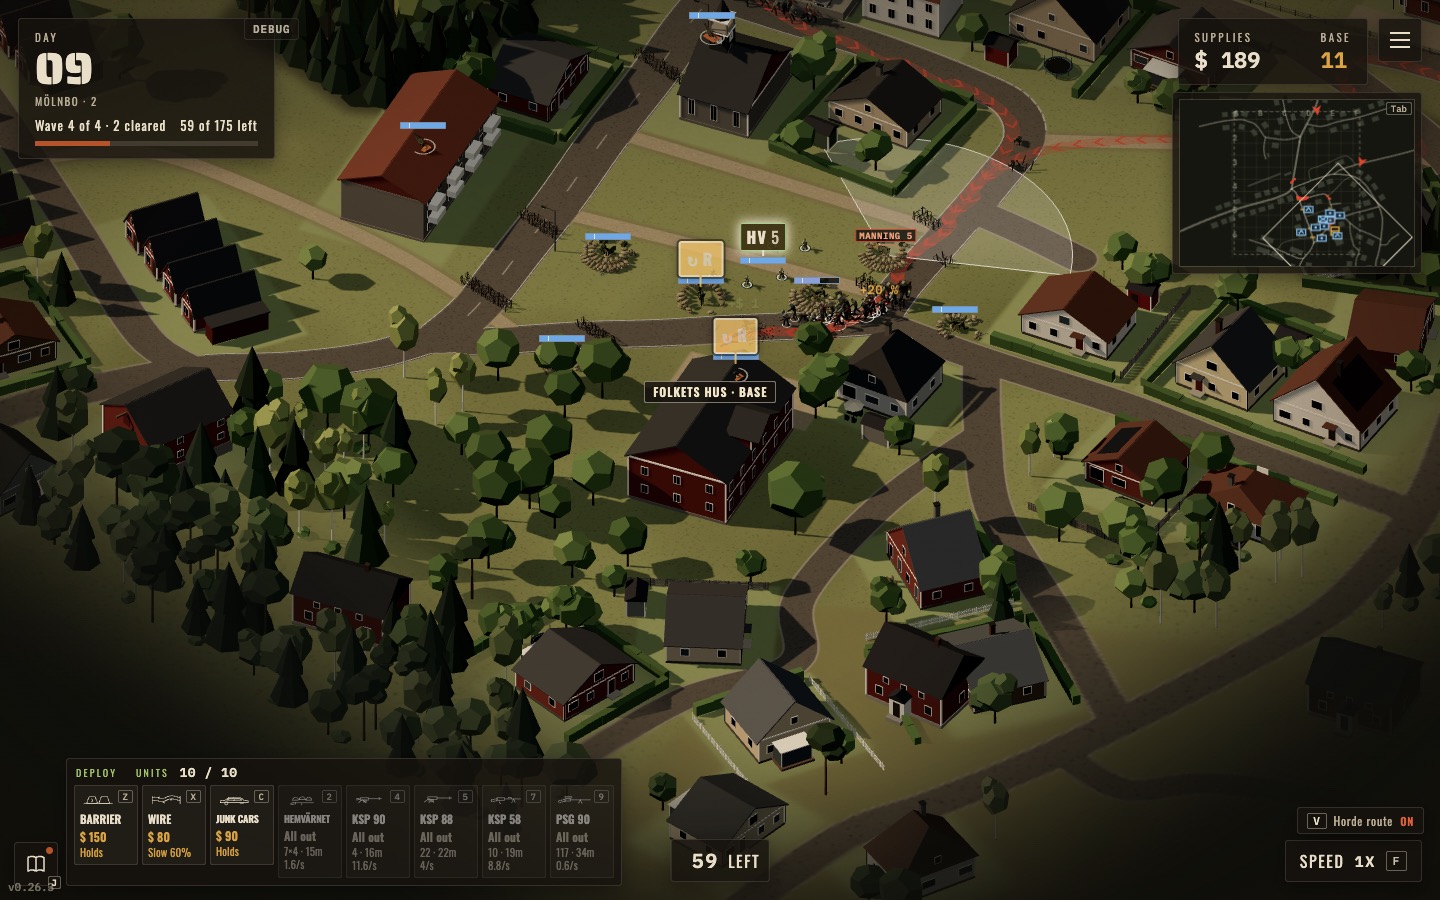 DEBUG
DAY
09
MÖLNBO · 2
Wave 4 of 4 · 2 cleared 59 of 175 left
SUPPLIES BASE
$ 189 11
Tab
HV 5
MANNING 5
R
R
FOLKETS HUS · BASE
DEPLOY UNITS 10 / 10
Z X C 2 4 5 7 9
BARRIER WIRE JUNK CARS HEMVÄRNET KSP 90 KSP 88 KSP 58 PSG 90
$ 150 $ 80 $ 90 All out All out All out All out All out
Holds Slow 60% Holds 7×4 · 15m 4 · 16m 22 · 22m 10 · 19m 117 · 34m
1.6/s 11.6/s 4/s 8.8/s 0.6/s
J
59 LEFT
V Horde route ON
SPEED 1X F